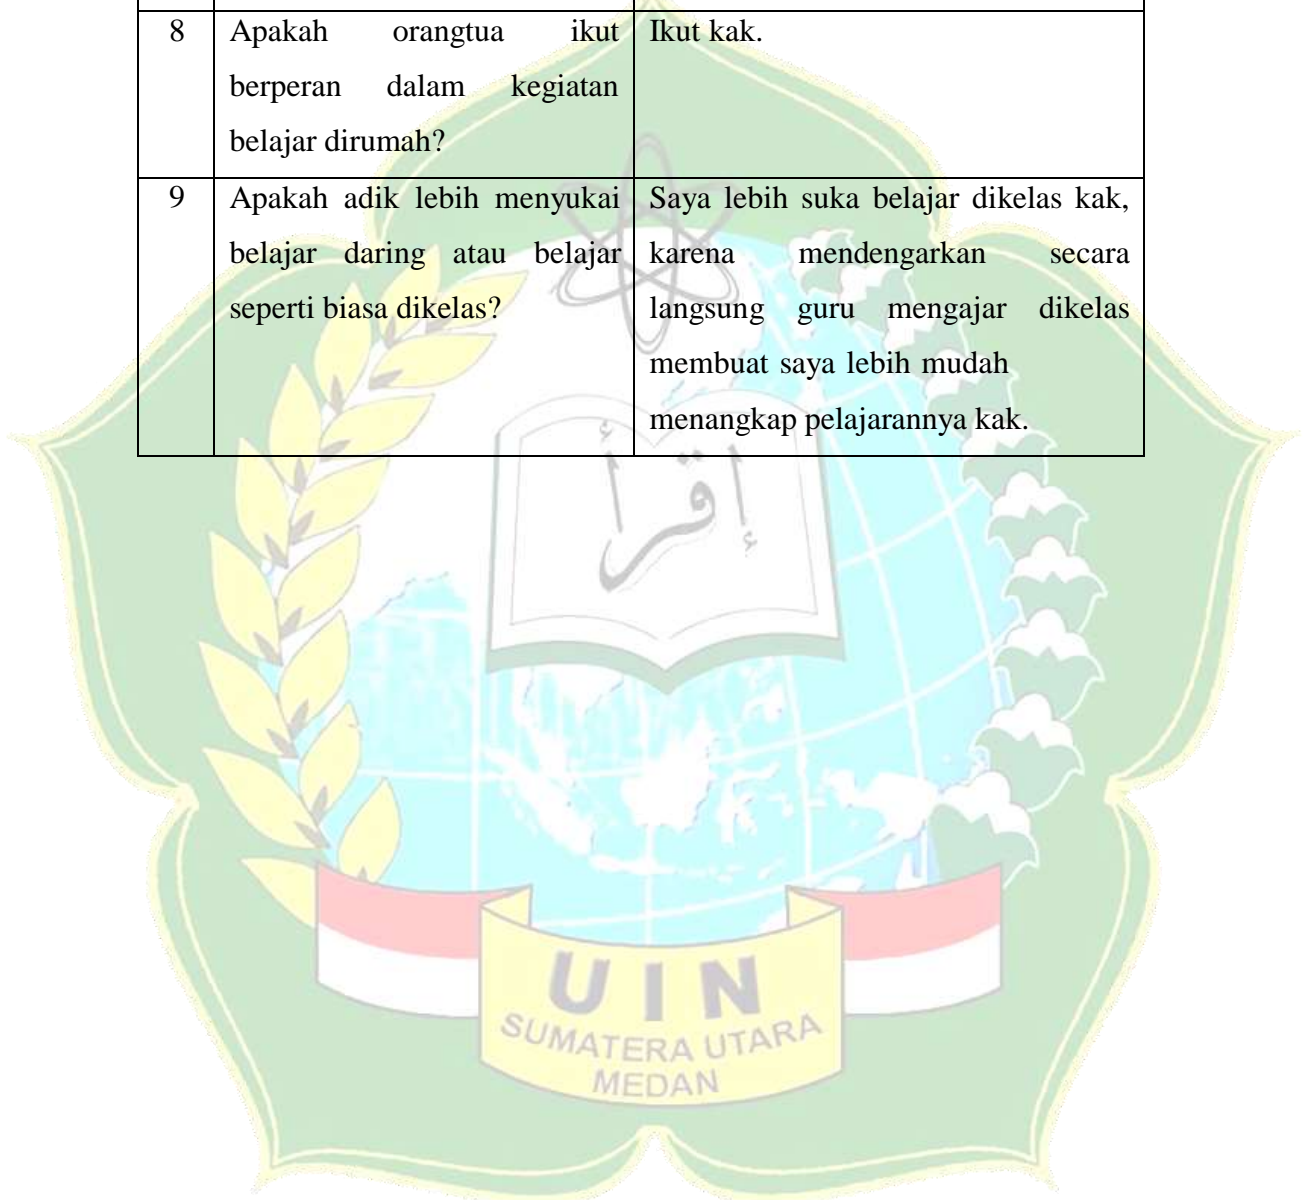 8 Apakah orangtua ikut Ikut kak.
berperan dalam kegiatan
belajar dirumah?
9 Apakah adik lebih menyukai Saya lebih suka belajar dikelas kak,
belajar daring atau belajar karena mendengarkan secara
seperti biasa dikelas? langsung guru mengajar dikelas
membuat saya lebih mudah
menangkap pelajarannya kak.
إقرأ
UIN
SUMATERA UTARA
MEDAN